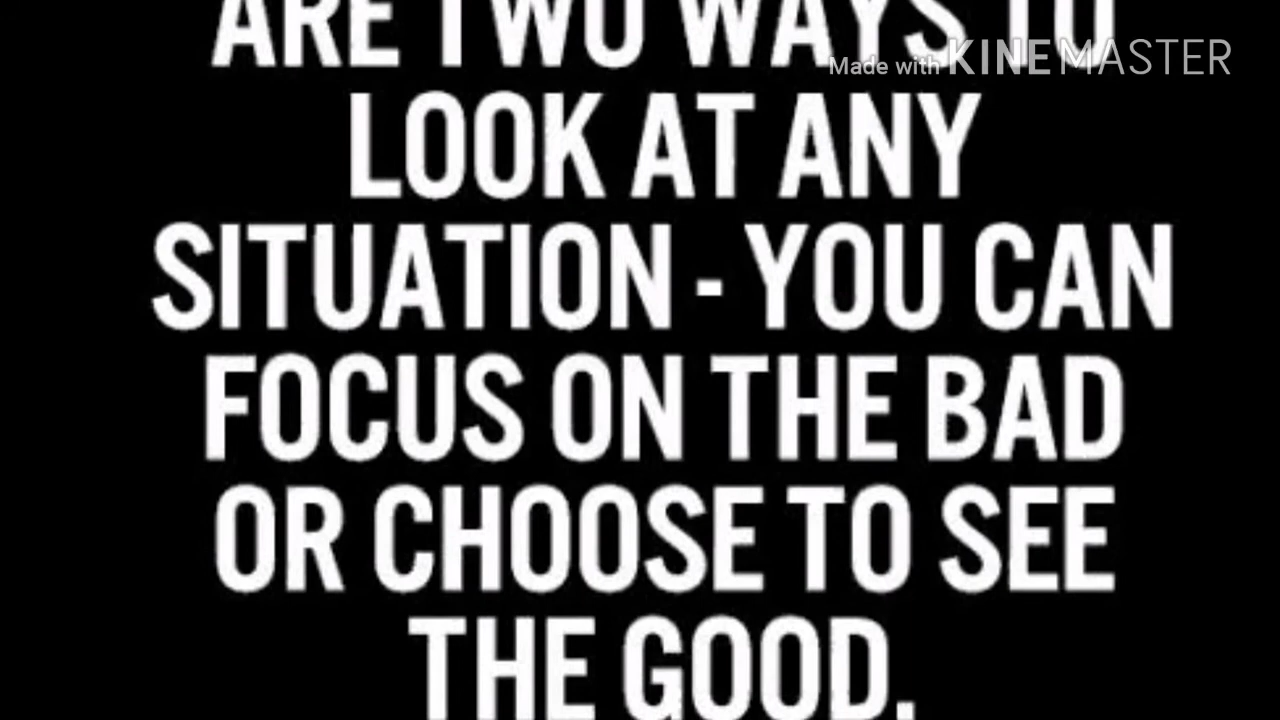 ARE TWO WAYS TO
Made with KINEMASTER
LOOK AT ANY
SITUATION - YOU CAN
FOCUS ON THE BAD
OR CHOOSE TO SEE
THE GOOD.